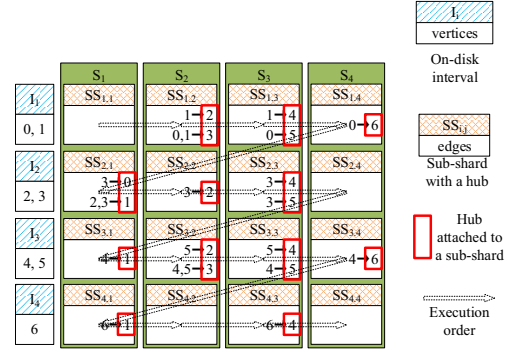 S1 S2 S3 S4
I1
0, 1
SS1,1 SS1,2 SS1,3 SS1,4
1 2 1 4
0 6
0,1 3 0 5
I2
2, 3
SS2,1 SS2,2 SS2,3 SS2,4
3 0 3 4
3 2
2,3 1 3 5
I3
4, 5
SS3,1 SS3,2 SS3,3 SS3,4
5 2 5 4
4 1 4 6
4,5 3 4 5
I4
6
SS4,1 SS4,2 SS4,3 SS4,4
6 1 6 4
Ii
vertices
On-disk
interval
SSi,j
edges
Sub-shard
with a hub
Hub
attached to
a sub-shard
Execution
order